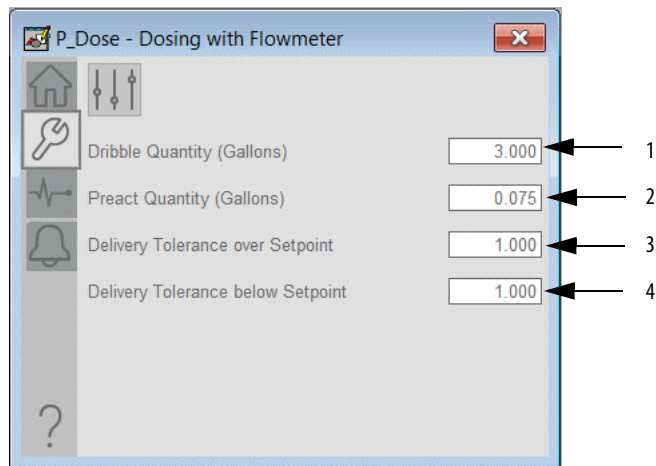 P_Dose - Dosing with Flowmeter
Dribble Quantity (Gallons) 3.000 1
Preact Quantity (Gallons) 0.075 2
Delivery Tolerance over Setpoint 1.000 3
Delivery Tolerance below Setpoint 1.000 4
?